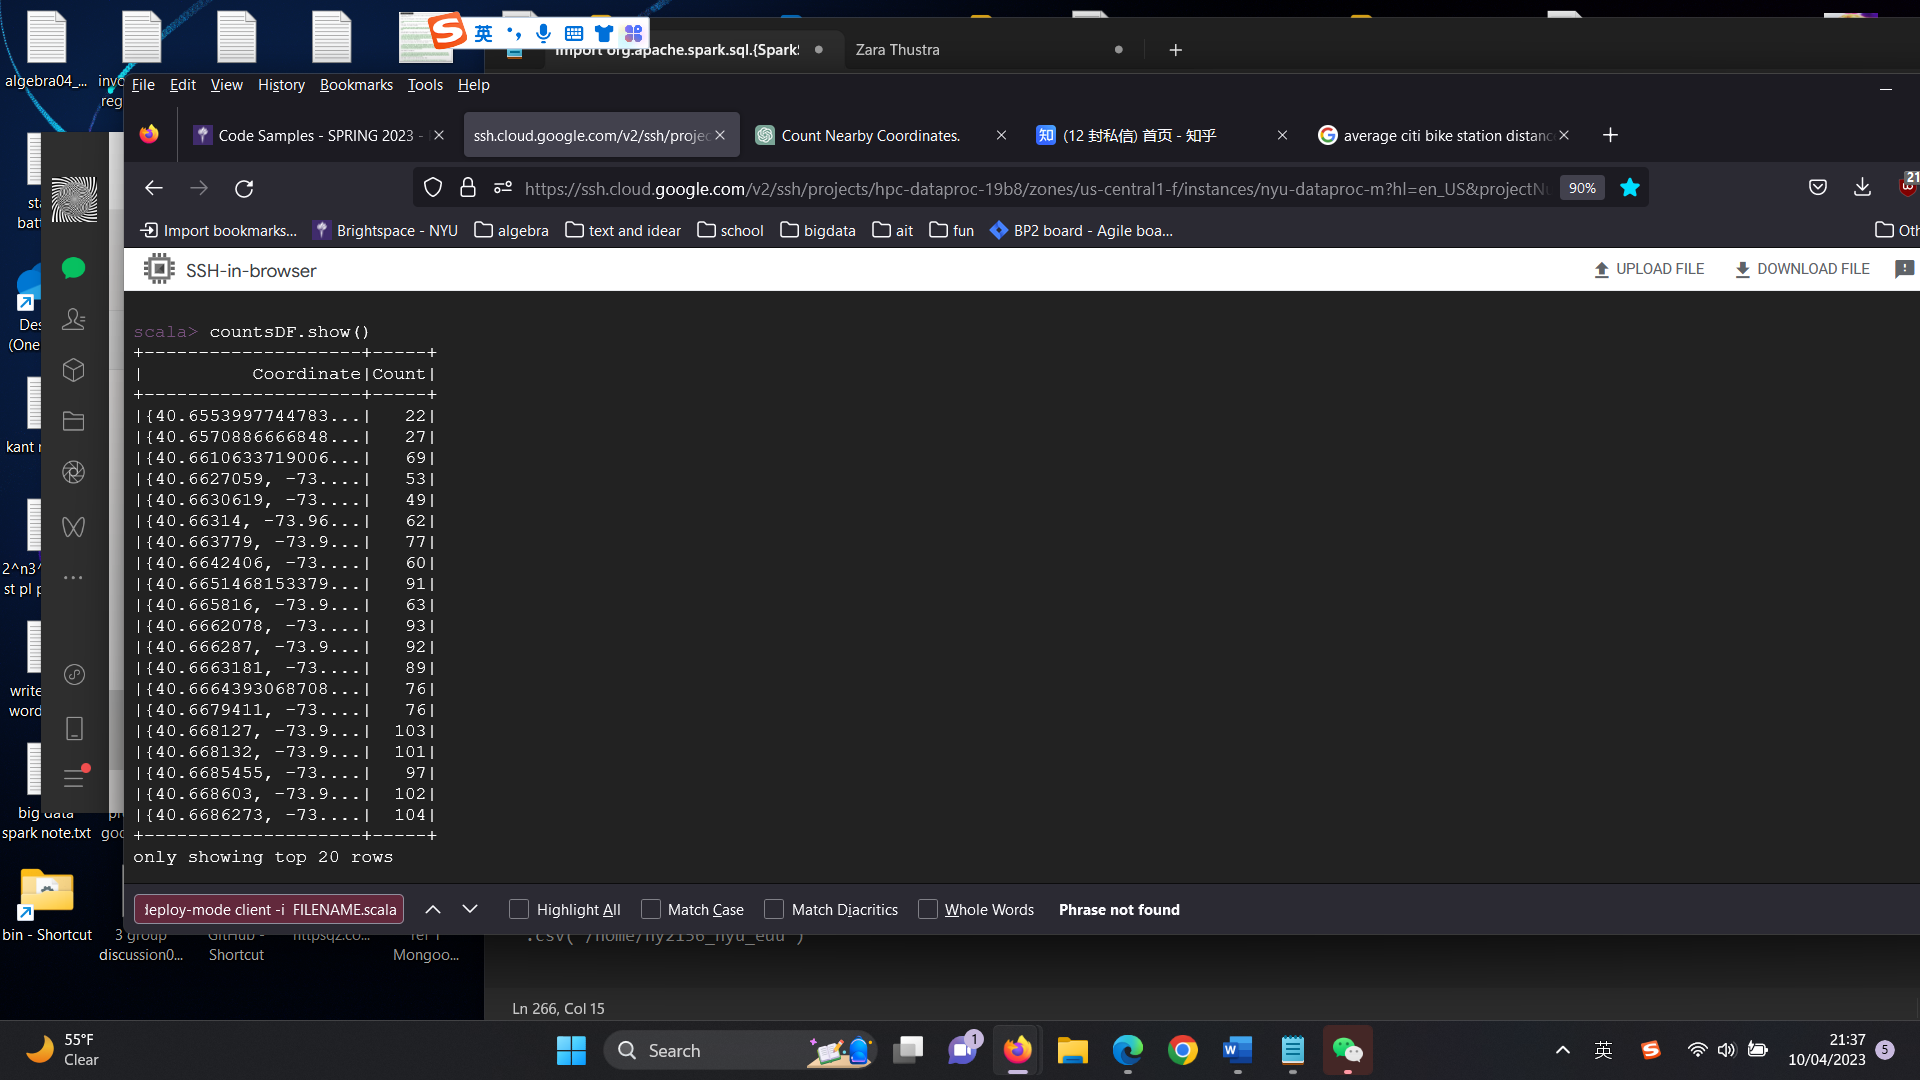 英
import org.apache.spark.sql.{Spark
Zara Thustra
algebra04_...
File Edit View History Bookmarks Tools Help
Code Samples - SPRING 2023 -
ssh.cloud.google.com/v2/ssh/projec
Count Nearby Coordinates.
(12 封私信) 首页 - 知乎
average citi bike station distanc
https://ssh.cloud.google.com/v2/ssh/projects/hpc-dataproc-19b8/zones/us-central1-f/instances/nyu-dataproc-m?hl=en_US&projectNu
90%
21
Import bookmarks...
Brightspace - NYU
algebra
text and idear
school
bigdata
ait
fun
BP2 board - Agile boa...
SSH-in-browser
UPLOAD FILE
DOWNLOAD FILE
scala> countsDF.show()
+--------------------+-----+
|          Coordinate|Count|
+--------------------+-----+
|{40.6553997744783...|   22|
|{40.6570886666848...|   27|
|{40.6610633719006...|   69|
|{40.6627059, -73....|   53|
|{40.6630619, -73....|   49|
|{40.66314, -73.96...|   62|
|{40.663779, -73.9...|   77|
|{40.6642406, -73....|   60|
|{40.6651468153379...|   91|
|{40.665816, -73.9...|   63|
|{40.6662078, -73....|   93|
|{40.666287, -73.9...|   92|
|{40.6663181, -73....|   89|
|{40.6664393068708...|   76|
|{40.6679411, -73....|   76|
|{40.668127, -73.9...|  103|
|{40.668132, -73.9...|  101|
|{40.6685455, -73....|   97|
|{40.668603, -73.9...|  102|
|{40.6686273, -73....|  104|
+--------------------+-----+
only showing top 20 rows
deploy-mode client -i FILENAME.scala
Highlight All
Match Case
Match Diacritics
Whole Words
Phrase not found
(One
kant
2^n3^
st pl p
write
word
big data
spark note.txt
bin - Shortcut
3 group
discussion0...
GitHub -
Shortcut
Mongoo...
.csv("/home/hy2156_nyu_edu")
Ln 266, Col 15
55°F
Clear
Search
1
英
21:37
10/04/2023
5